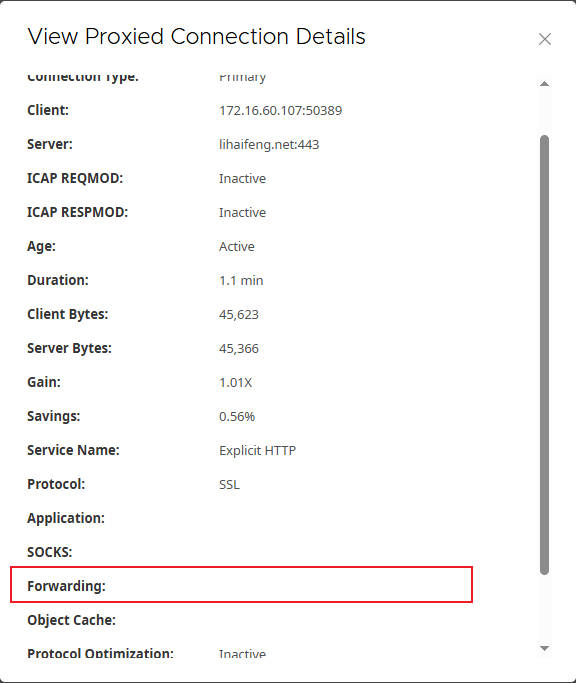 View Proxied Connection Details
Connection Type: Primary
Client: 172.16.60.107:50389
Server: lihaifeng.net:443
ICAP REQMOD: Inactive
ICAP RESPMOD: Inactive
Age: Active
Duration: 1.1 min
Client Bytes: 45,623
Server Bytes: 45,366
Gain: 1.01X
Savings: 0.56%
Service Name: Explicit HTTP
Protocol: SSL
Application:
SOCKS:
Forwarding:
Object Cache:
Protocol Optimization: Inactive